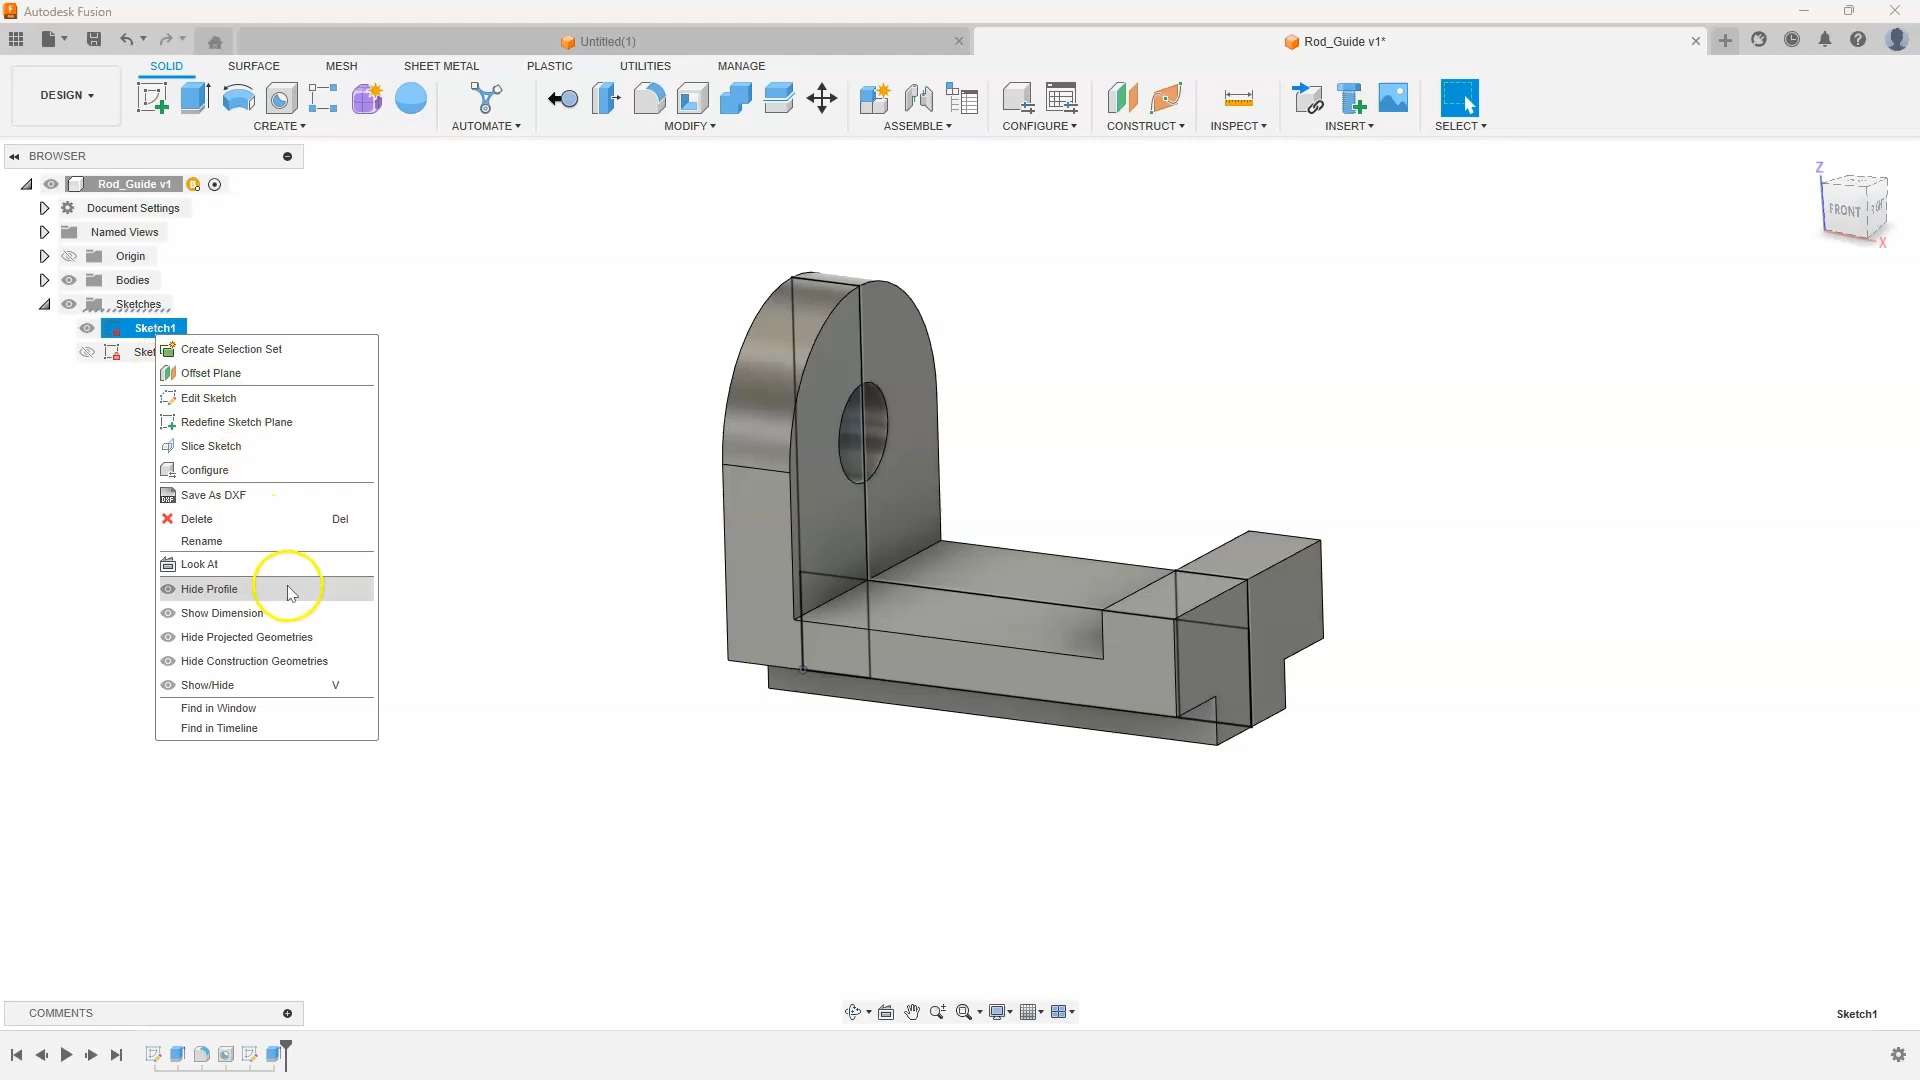 Autodesk Fusion
Untitled(1)
Rod_Guide v1*
SOLID
SURFACE
MESH
SHEET METAL
PLASTIC
UTILITIES
MANAGE
DESIGN
CREATE
AUTOMATE
MODIFY
ASSEMBLE
CONFIGURE
CONSTRUCT
INSPECT
INSERT
SELECT
BROWSER
Rod_Guide v1
Document Settings
Named Views
Origin
Bodies
Sketches
Sketch1
Sket
Create Selection Set
Offset Plane
Edit Sketch
Redefine Sketch Plane
Slice Sketch
Configure
DXF Save As DXF
Delete Del
Rename
Look At
Hide Profile
Show Dimension
Hide Projected Geometries
Hide Construction Geometries
Show/Hide V
Find in Window
Find in Timeline
Z
FRONT
RIGHT
X
COMMENTS
Sketch1